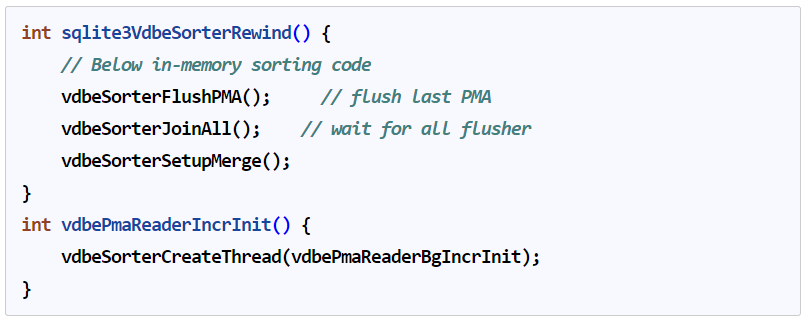 int sqlite3VdbeSorterRewind() {
    // Below in-memory sorting code
    vdbeSorterFlushPMA();     // flush last PMA
    vdbeSorterJoinAll();    // wait for all flusher
    vdbeSorterSetupMerge();
}
int vdbePmaReaderIncrInit() {
    vdbeSorterCreateThread(vdbePmaReaderBgIncrInit);
}